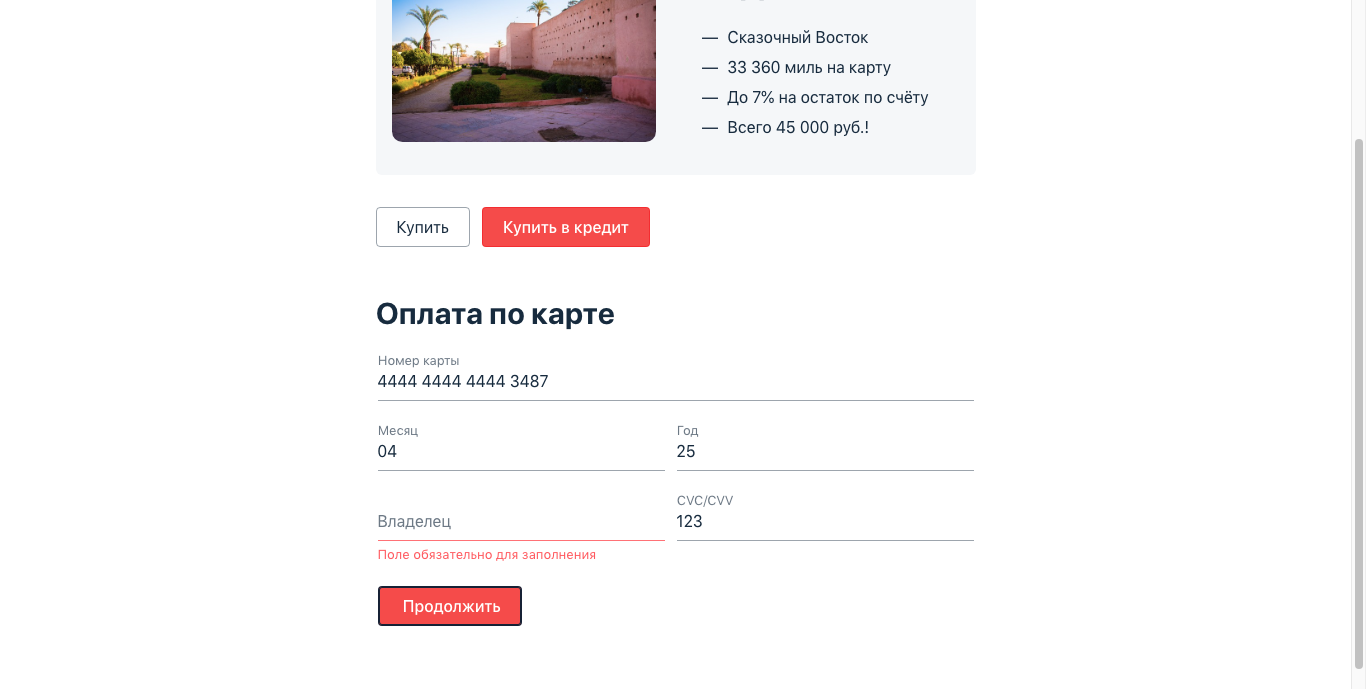 — Сказочный Восток
— 33 360 миль на карту
— До 7% на остаток по счёту
— Всего 45 000 руб.!
Купить
Купить в кредит
Оплата по карте
Номер карты
4444 4444 4444 3487
Месяц
04
Год
25
Владелец
Поле обязательно для заполнения
CVC/CVV
123
Продолжить